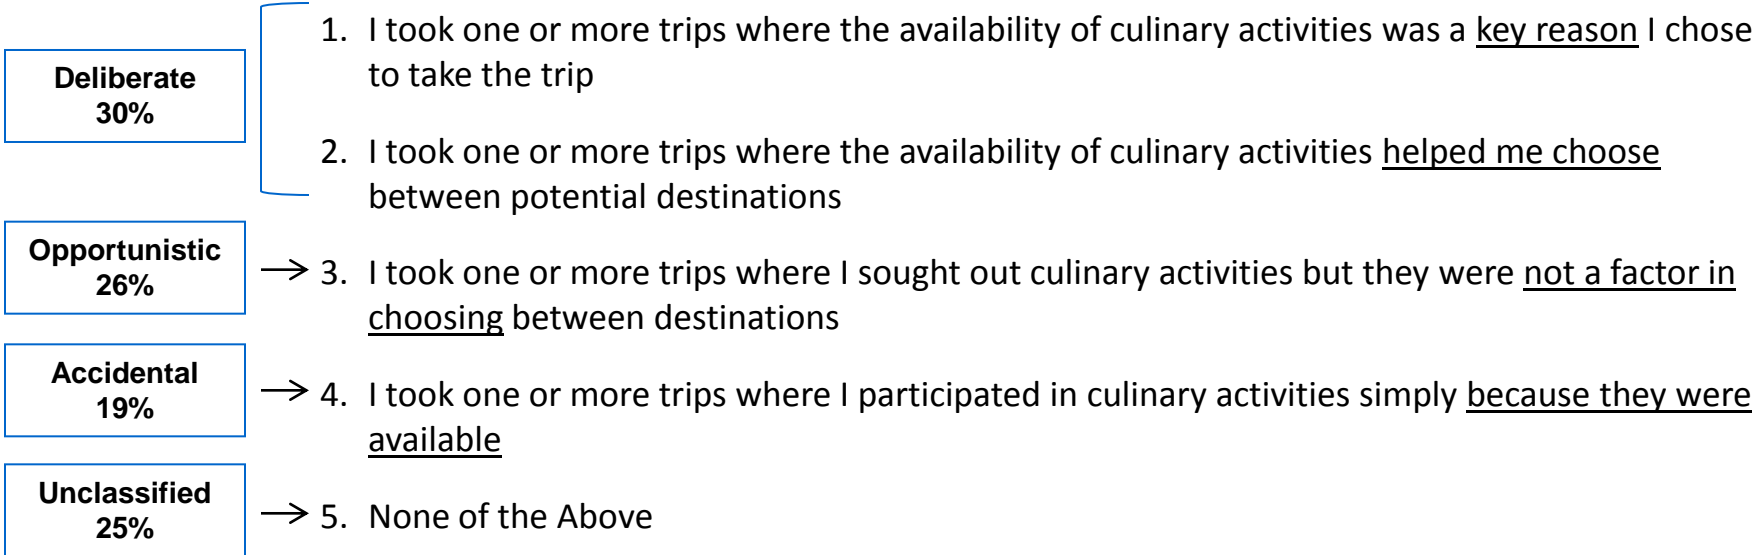 Deliberate
30%
1. I took one or more trips where the availability of culinary activities was a key reason I chose
to take the trip
2. I took one or more trips where the availability of culinary activities helped me choose
between potential destinations
Opportunistic
26%
3. I took one or more trips where I sought out culinary activities but they were not a factor in
choosing between destinations
Accidental
19%
4. I took one or more trips where I participated in culinary activities simply because they were
available
Unclassified
25%
5. None of the Above